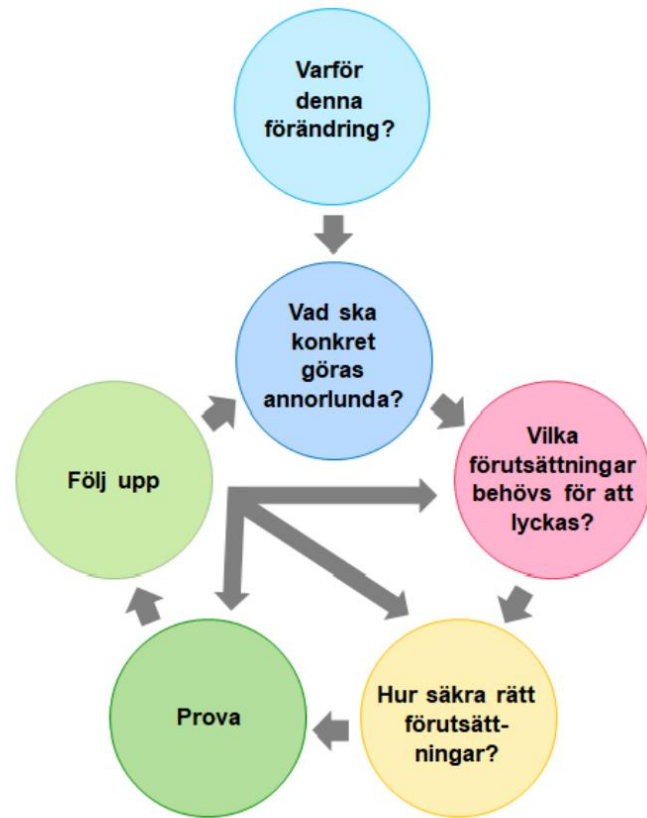 Varför
denna
förändring?
Vad ska
konkret
göras
annorlunda?
Vilka
förutsättningar
behövs för att
lyckas?
Hur säkra rätt
förutsätt-
ningar?
Prova
Följ upp